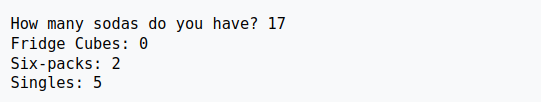 How many sodas do you have? 17
Fridge Cubes: 0
Six-packs: 2
Singles: 5